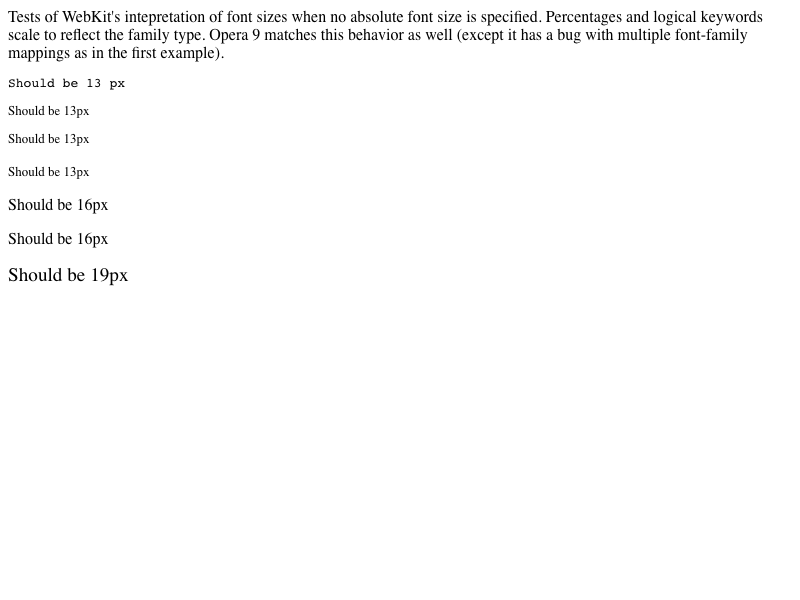 Tests of WebKit's intepretation of font sizes when no absolute font size is specified. Percentages and logical keywords
scale to reflect the family type. Opera 9 matches this behavior as well (except it has a bug with multiple font-family
mappings as in the first example).
Should be 13 px
Should be 13px
Should be 13px
Should be 13px
Should be 16px
Should be 16px
Should be 19px